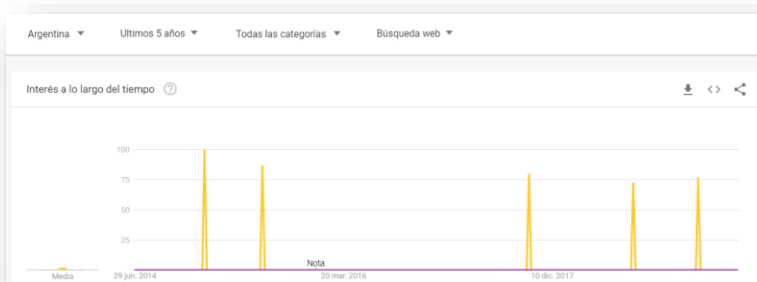 Argentina Ultimos 5 años Todas las categorías Búsqueda web
Interés a lo largo del tiempo ?
100
75
50
25
Nota
Media 29 jun. 2014 20 mar. 2016 10 dic. 2017